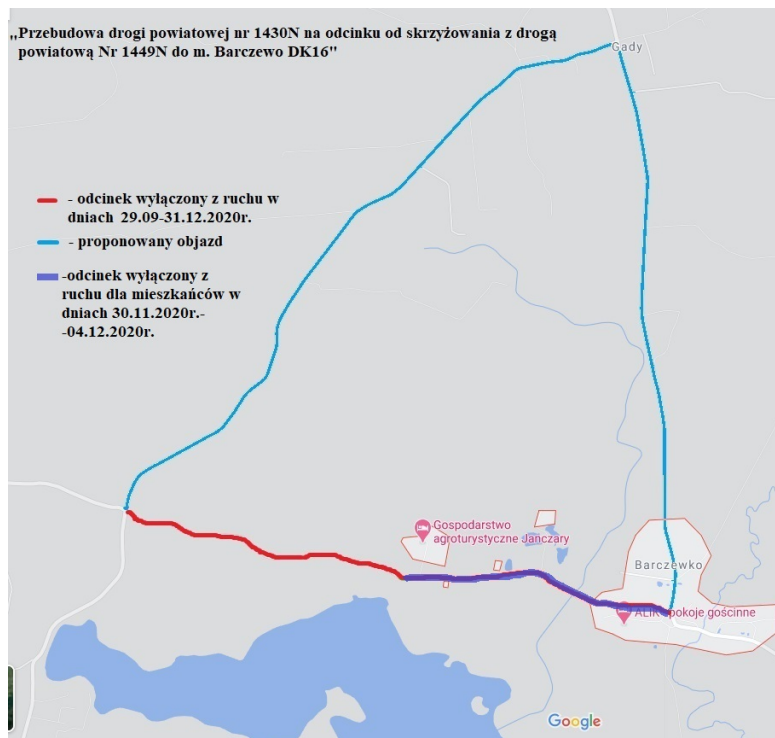 „Przebudowa drogi powiatowej nr 1430N na odcinku od skrzyżowania z drogą
powiatową Nr 1449N do m. Barczewo DK16"
Gady
- odcinek wyłączony z ruchu w
dniach 29.09-31.12.2020r.
- proponowany objazd
-odcinek wyłączony z
ruchu dla mieszkańców w
dniach 30.11.2020r.-
-04.12.2020r.
Gospodarstwo
agroturystyczne Janczary
Barczewko
ALIK pokoje gościnne
Google